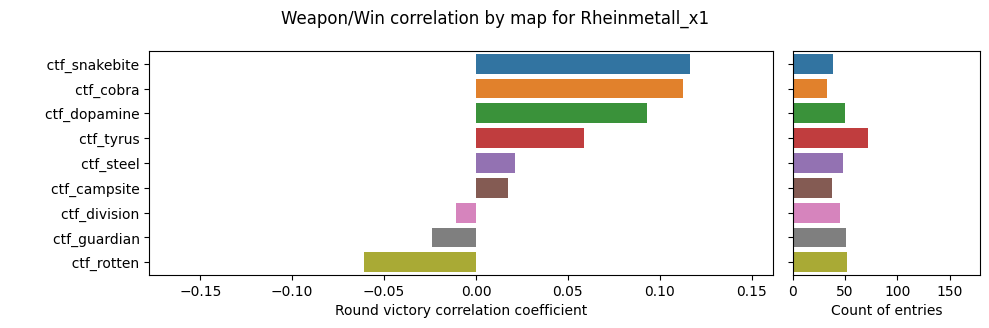 Weapon/Win correlation by map for Rheinmetall_x1
ctf_snakebite
ctf_cobra
ctf_dopamine
ctf_tyrus
ctf_steel
ctf_campsite
ctf_division
ctf_guardian
ctf_rotten
−0.15 −0.10 −0.05 0.00 0.05 0.10 0.15
Round victory correlation coefficient
0 50 100 150
Count of entries